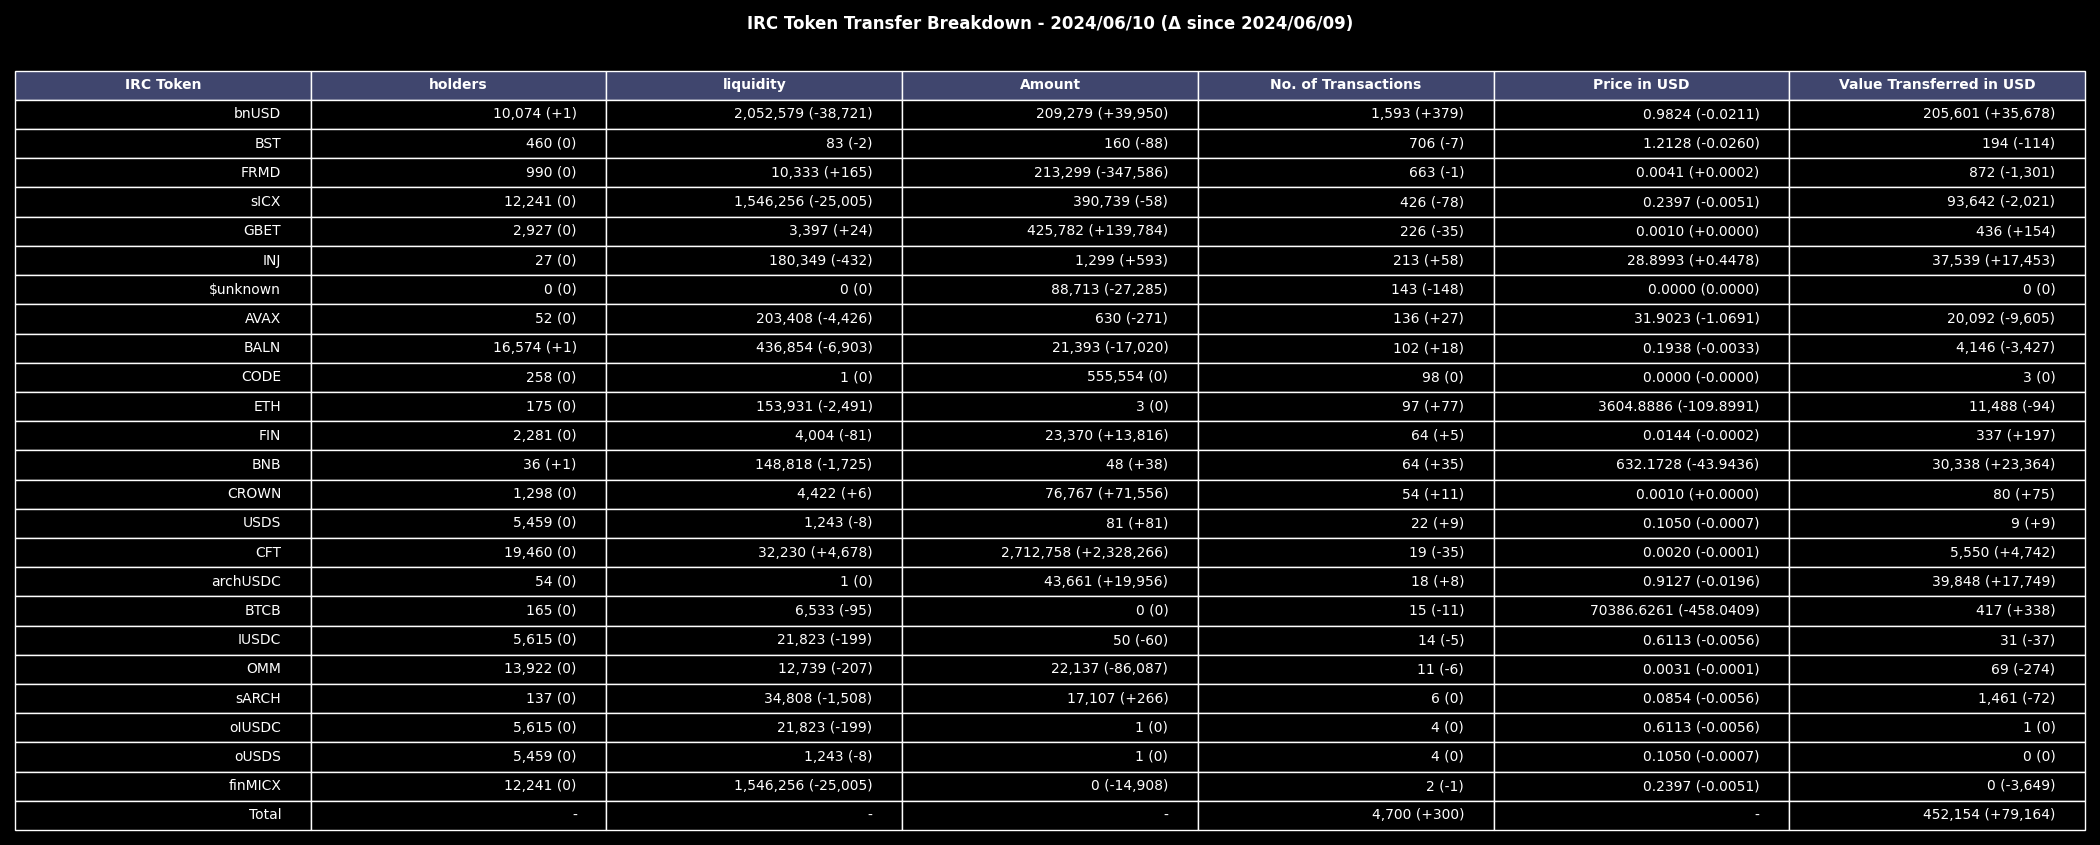 IRC Token Transfer Breakdown - 2024/06/10 (Δ since 2024/06/09)
IRC Token holders liquidity Amount No. of Transactions Price in USD Value Transferred in USD
bnUSD 10,074 (+1) 2,052,579 (-38,721) 209,279 (+39,950) 1,593 (+379) 0.9824 (-0.0211) 205,601 (+35,678)
BST 460 (0) 83 (-2) 160 (-88) 706 (-7) 1.2128 (-0.0260) 194 (-114)
FRMD 990 (0) 10,333 (+165) 213,299 (-347,586) 663 (-1) 0.0041 (+0.0002) 872 (-1,301)
sICX 12,241 (0) 1,546,256 (-25,005) 390,739 (-58) 426 (-78) 0.2397 (-0.0051) 93,642 (-2,021)
GBET 2,927 (0) 3,397 (+24) 425,782 (+139,784) 226 (-35) 0.0010 (+0.0000) 436 (+154)
INJ 27 (0) 180,349 (-432) 1,299 (+593) 213 (+58) 28.8993 (+0.4478) 37,539 (+17,453)
$unknown 0 (0) 0 (0) 88,713 (-27,285) 143 (-148) 0.0000 (0.0000) 0 (0)
AVAX 52 (0) 203,408 (-4,426) 630 (-271) 136 (+27) 31.9023 (-1.0691) 20,092 (-9,605)
BALN 16,574 (+1) 436,854 (-6,903) 21,393 (-17,020) 102 (+18) 0.1938 (-0.0033) 4,146 (-3,427)
CODE 258 (0) 1 (0) 555,554 (0) 98 (0) 0.0000 (-0.0000) 3 (0)
ETH 175 (0) 153,931 (-2,491) 3 (0) 97 (+77) 3604.8886 (-109.8991) 11,488 (-94)
FIN 2,281 (0) 4,004 (-81) 23,370 (+13,816) 64 (+5) 0.0144 (-0.0002) 337 (+197)
BNB 36 (+1) 148,818 (-1,725) 48 (+38) 64 (+35) 632.1728 (-43.9436) 30,338 (+23,364)
CROWN 1,298 (0) 4,422 (+6) 76,767 (+71,556) 54 (+11) 0.0010 (+0.0000) 80 (+75)
USDS 5,459 (0) 1,243 (-8) 81 (+81) 22 (+9) 0.1050 (-0.0007) 9 (+9)
CFT 19,460 (0) 32,230 (+4,678) 2,712,758 (+2,328,266) 19 (-35) 0.0020 (-0.0001) 5,550 (+4,742)
archUSDC 54 (0) 1 (0) 43,661 (+19,956) 18 (+8) 0.9127 (-0.0196) 39,848 (+17,749)
BTCB 165 (0) 6,533 (-95) 0 (0) 15 (-11) 70386.6261 (-458.0409) 417 (+338)
IUSDC 5,615 (0) 21,823 (-199) 50 (-60) 14 (-5) 0.6113 (-0.0056) 31 (-37)
OMM 13,922 (0) 12,739 (-207) 22,137 (-86,087) 11 (-6) 0.0031 (-0.0001) 69 (-274)
sARCH 137 (0) 34,808 (-1,508) 17,107 (+266) 6 (0) 0.0854 (-0.0056) 1,461 (-72)
oIUSDC 5,615 (0) 21,823 (-199) 1 (0) 4 (0) 0.6113 (-0.0056) 1 (0)
oUSDS 5,459 (0) 1,243 (-8) 1 (0) 4 (0) 0.1050 (-0.0007) 0 (0)
finMICX 12,241 (0) 1,546,256 (-25,005) 0 (-14,908) 2 (-1) 0.2397 (-0.0051) 0 (-3,649)
Total - - - 4,700 (+300) - 452,154 (+79,164)